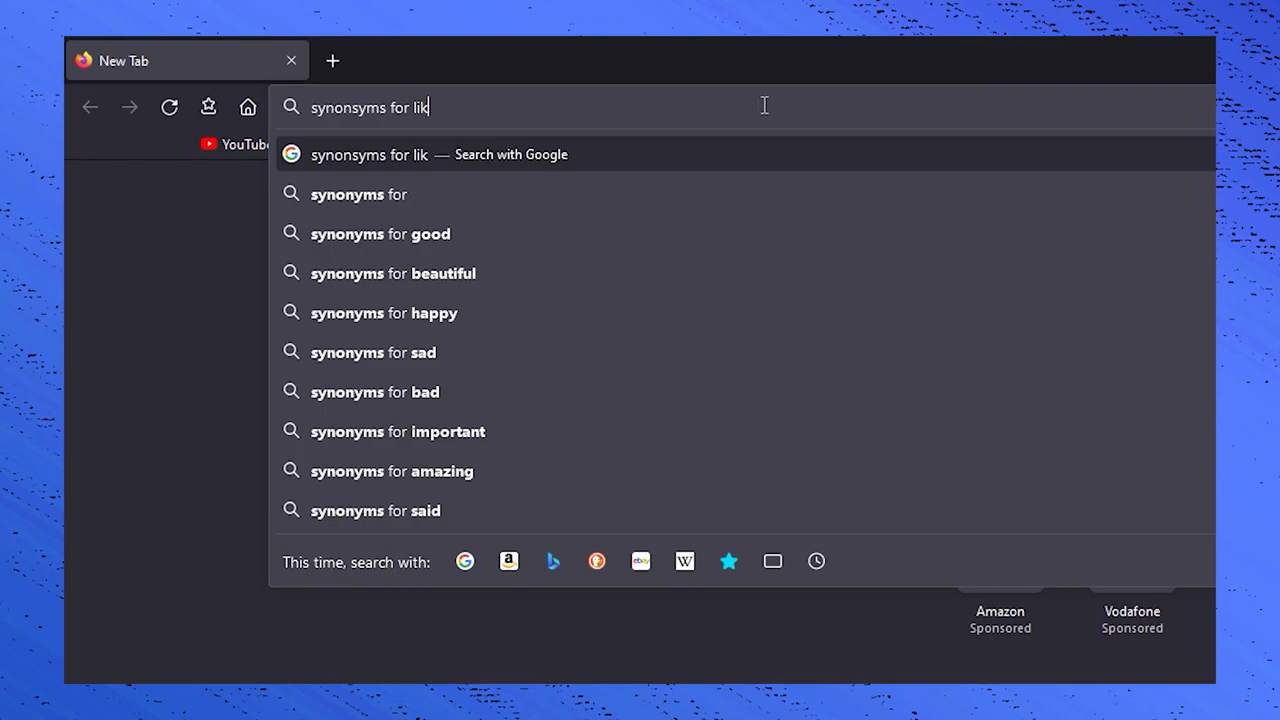 New Tab
synonsyms for lik
YouTube
synonsyms for lik — Search with Google
synonyms for
synonyms for good
synonyms for beautiful
synonyms for happy
synonyms for sad
synonyms for bad
synonyms for important
synonyms for amazing
synonyms for said
This time, search with: G a b ebay W
Amazon Vodafone
Sponsored Sponsored